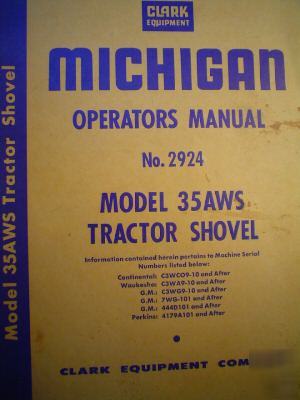 CLARK
EQUIPMENT
MICHIGAN
OPERATORS MANUAL
No. 2924
MODEL 35AWS
TRACTOR SHOVEL
Information contained herein pertains to Machine Serial
Numbers listed below:
Continental: C3WCO9-10 and After
Waukesha: C3WA9-10 and After
G.M.: C3WG9-10 and After
G.M.: 7WG-101 and After
G.M.: 444D101 and After
Perkins: 4179A101 and After
CLARK EQUIPMENT COM
Model 35AWS Tractor Shovel